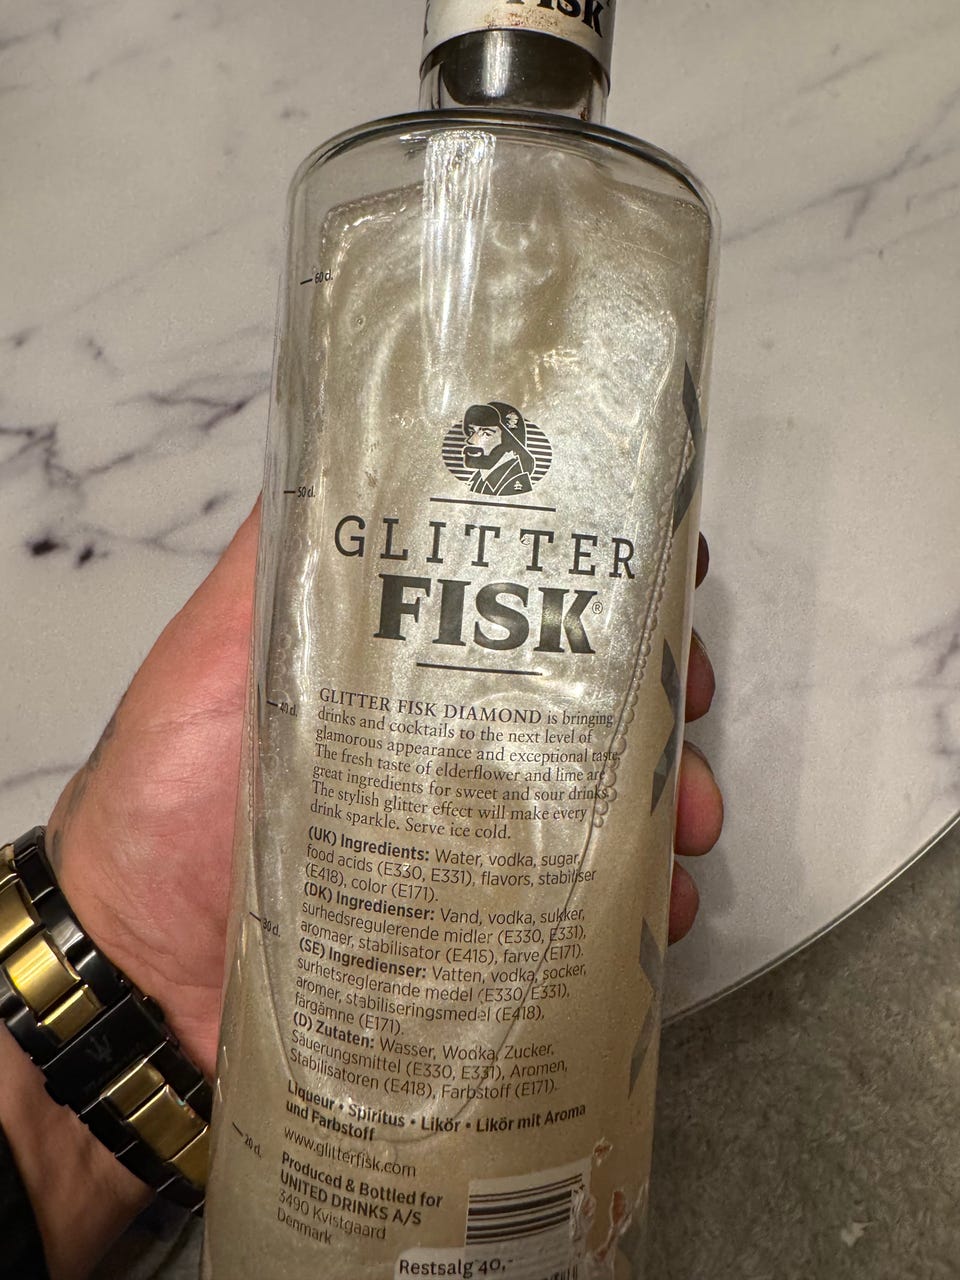 FISK
60 cl.
50 cl.
40 cl.
30 cl.
20 cl.
GLITTER
FISK®
GLITTER FISK DIAMOND is bringing
drinks and cocktails to the next level of
glamorous appearance and exceptional taste.
The fresh taste of elderflower and lime are
great ingredients for sweet and sour drinks.
The stylish glitter effect will make every
drink sparkle. Serve ice cold.
(UK) Ingredients: Water, vodka, sugar,
food acids (E330, E331), flavors, stabiliser
(E418), color (E171).
(DK) Ingredienser: Vand, vodka, sukker,
surhedsregulerende midler (E330, E331),
aromaer, stabilisator (E418), farve (E171).
(SE) Ingredienser: Vatten, vodka, socker,
surhetsreglerande medel (E330, E331),
aromer, stabiliseringsmedel (E418),
färgämne (E171).
(D) Zutaten: Wasser, Wodka, Zucker,
Säuerungsmittel (E330, E331), Aromen,
Stabilisatoren (E418), Farbstoff (E171).
Liqueur • Spiritus • Likör • Likör mit Aroma
und Farbstoff
www.glitterfisk.com
Produced & Bottled for
UNITED DRINKS A/S
3490 Kvistgaard
Denmark
Restsalg 40,-